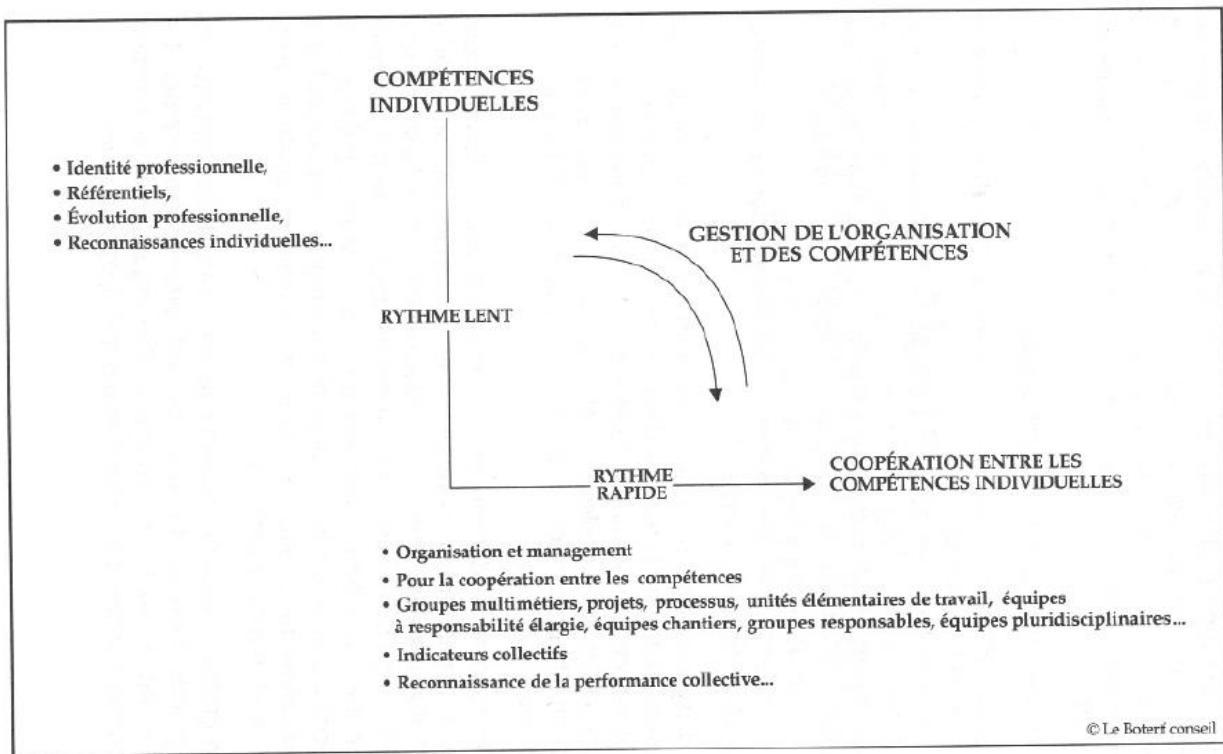 COMPÉTENCES
INDIVIDUELLES
• Identité professionnelle,
• Référentiels,
• Évolution professionnelle,
• Reconnaissances individuelles...
GESTION DE L'ORGANISATION
ET DES COMPÉTENCES
RYTHME LENT
RYTHME
RAPIDE
COOPÉRATION ENTRE LES
COMPÉTENCES INDIVIDUELLES
• Organisation et management
• Pour la coopération entre les compétences
• Groupes multimétiers, projets, processus, unités élémentaires de travail, équipes
à responsabilité élargie, équipes chantiers, groupes responsables, équipes pluridisciplinaires...
• Indicateurs collectifs
• Reconnaissance de la performance collective...
© Le Boterf conseil